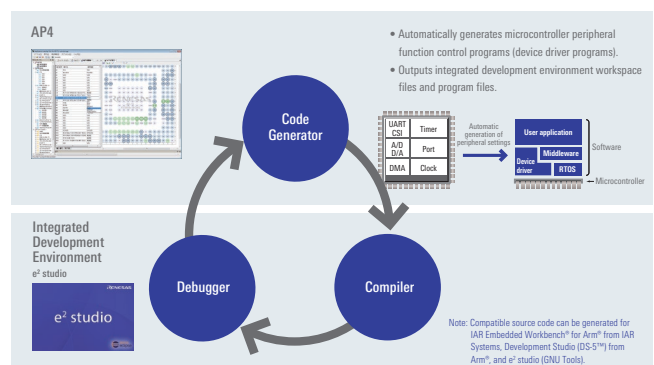 AP4
• Automatically generates microcontroller peripheral
function control programs (device driver programs).
• Outputs integrated development environment workspace
files and program files.
Code
Generator
UART
CSI
Timer
A/D
D/A
Port
DMA
Clock
Automatic
generation of
peripheral settings
User application
Middleware
Device
driver
RTOS
Software
Microcontroller
Integrated
Development
Environment
e² studio
e² studio
RENESAS
Debugger
Compiler
Note: Compatible source code can be generated for
IAR Embedded Workbench® for Arm® from IAR
Systems, Development Studio (DS-5™) from
Arm®, and e² studio (GNU Tools).